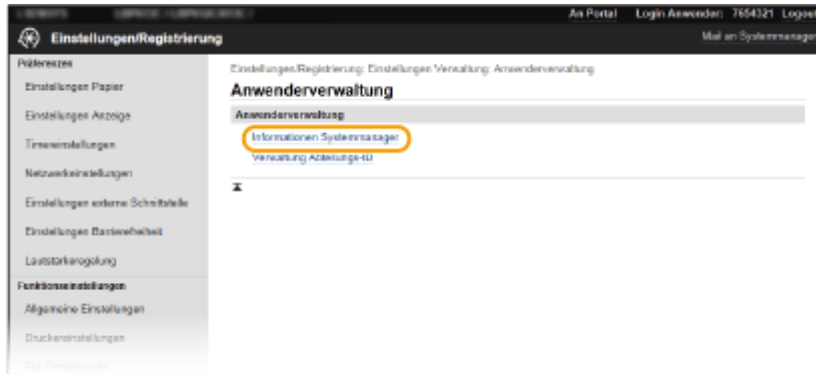 An Portal Login Anwender: 7654321 Logout
Einstellungen/Registrierung
Mail an Systemmanager
Präferenzen
Einstellungen Papier
Einstellungen Anzeige
Timereinstellungen
Netzwerkeinstellungen
Einstellungen externe Schnittstelle
Einstellungen Barrierefreiheit
Lautstärkeregelung
Funktionseinstellungen
Allgemeine Einstellungen
Druckereinstellungen
Einstellungen/Registrierung: Einstellungen Verwaltung: Anwenderverwaltung
Anwenderverwaltung
Anwenderverwaltung
Informationen Systemmanager
Verwaltung Abteilungs-ID